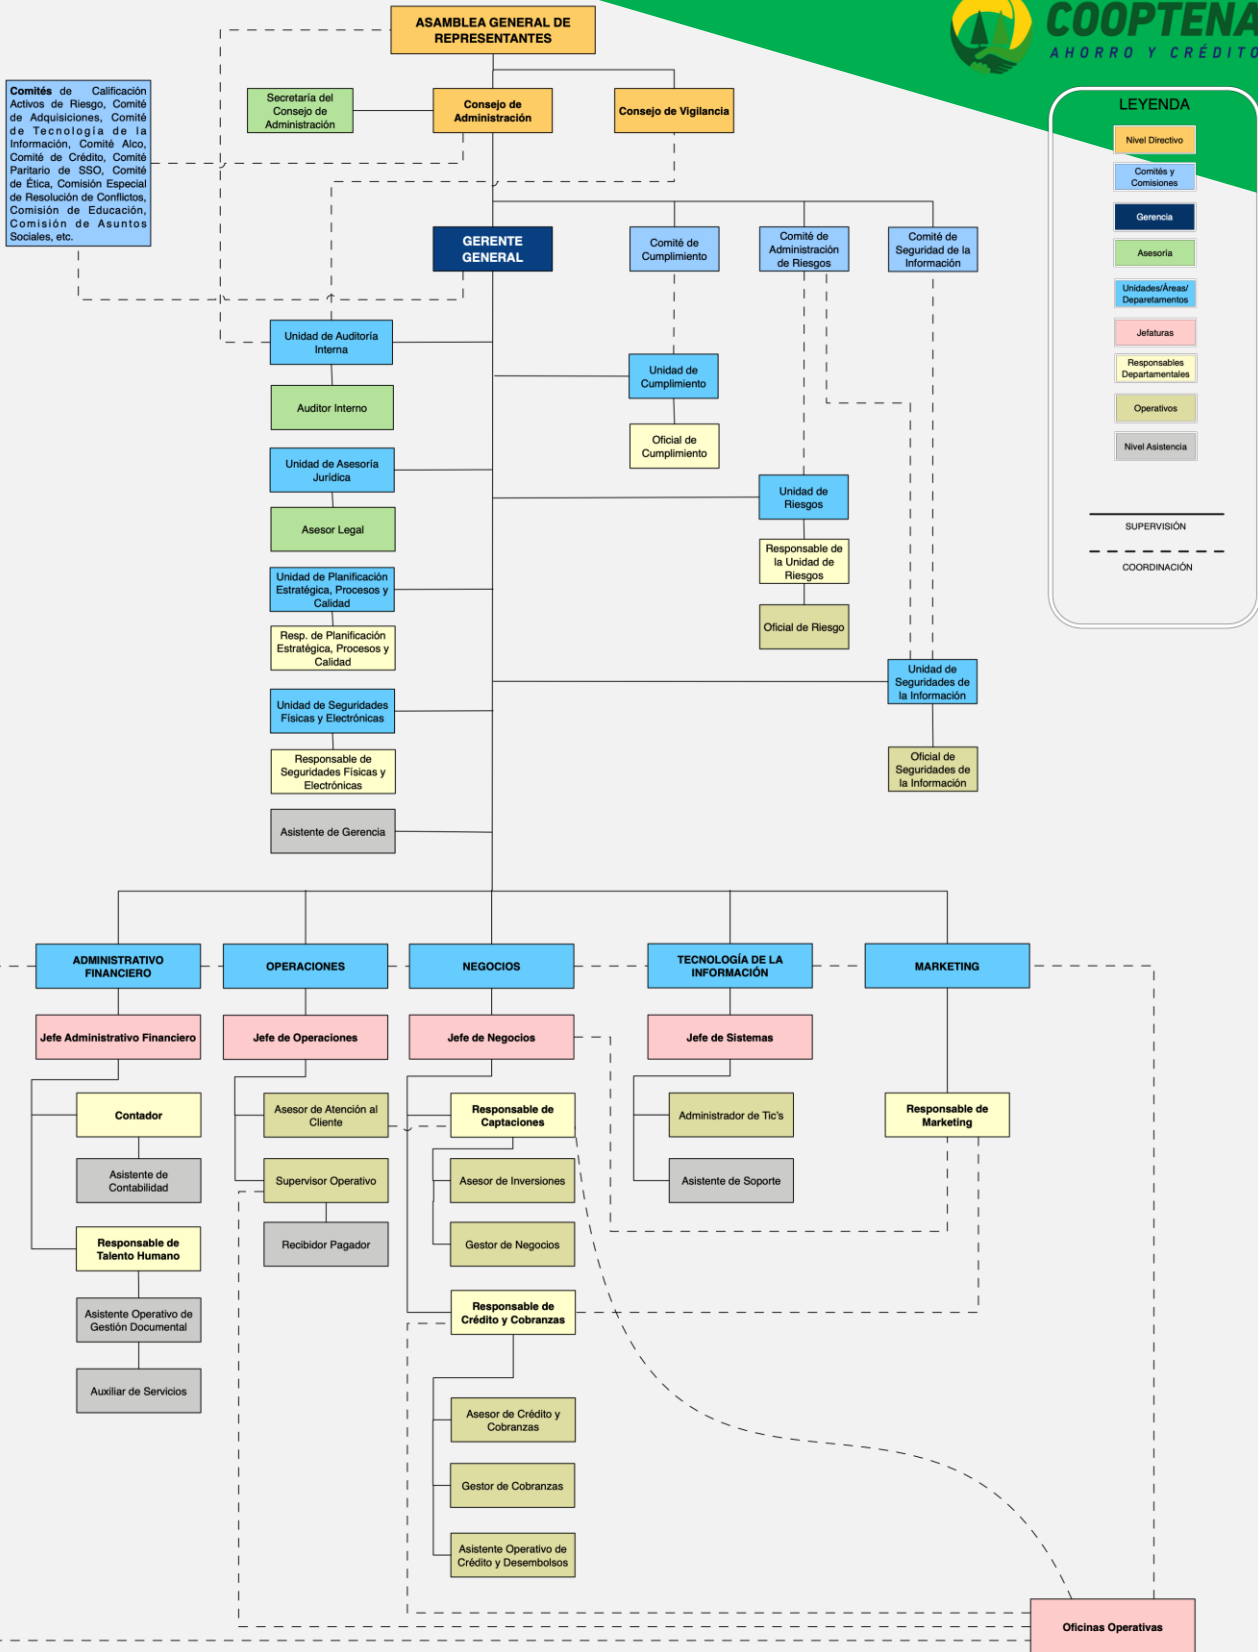 COOPTENA
AHORRO Y CRÉDITO
ASAMBLEA GENERAL DE
REPRESENTANTES
Comités de Calificación
Activos de Riesgo, Comité
de Adquisiciones, Comité
de Tecnología de la
Información, Comité Alco,
Comité de Crédito, Comité
Paritario de SSO, Comité
de Ética, Comisión Especial
de Resolución de Conflictos,
Comisión de Educación,
Comisión de Asuntos
Sociales, etc.
Secretaría del
Consejo de
Administración
Consejo de
Administración
Consejo de Vigilancia
LEYENDA
Nivel Directivo
Comités y
Comisiones
Gerencia
Asesoría
Unidades/Áreas/
Deparetamentos
Jefaturas
Responsables
Departamentales
Operativos
Nivel Asistencia
SUPERVISIÓN
COORDINACIÓN
GERENTE
GENERAL
Comité de
Cumplimiento
Comité de
Administración
de Riesgos
Comité de
Seguridad de la
Información
Unidad de Auditoría
Interna
Auditor Interno
Unidad de
Cumplimiento
Oficial de
Cumplimiento
Unidad de Asesoría
Jurídica
Asesor Legal
Unidad de
Riesgos
Responsable de
la Unidad de
Riesgos
Oficial de Riesgo
Unidad de Planificación
Estratégica, Procesos y
Calidad
Resp. de Planificación
Estratégica, Procesos y
Calidad
Unidad de
Seguridades de
la Información
Oficial de
Seguridades de
la Información
Unidad de Seguridades
Físicas y Electrónicas
Responsable de
Seguridades Físicas y
Electrónicas
Asistente de Gerencia
ADMINISTRATIVO
FINANCIERO
OPERACIONES
NEGOCIOS
TECNOLOGÍA DE LA
INFORMACIÓN
MARKETING
Jefe Administrativo Financiero
Jefe de Operaciones
Jefe de Negocios
Jefe de Sistemas
Contador
Asistente de
Contabilidad
Responsable de
Talento Humano
Asistente Operativo de
Gestión Documental
Auxiliar de Servicios
Asesor de Atención al
Cliente
Supervisor Operativo
Recibidor Pagador
Responsable de
Captaciones
Asesor de Inversiones
Gestor de Negocios
Responsable de
Crédito y Cobranzas
Asesor de Crédito y
Cobranzas
Gestor de Cobranzas
Asistente Operativo de
Crédito y Desembolsos
Administrador de Tic's
Asistente de Soporte
Responsable de
Marketing
Oficinas Operativas